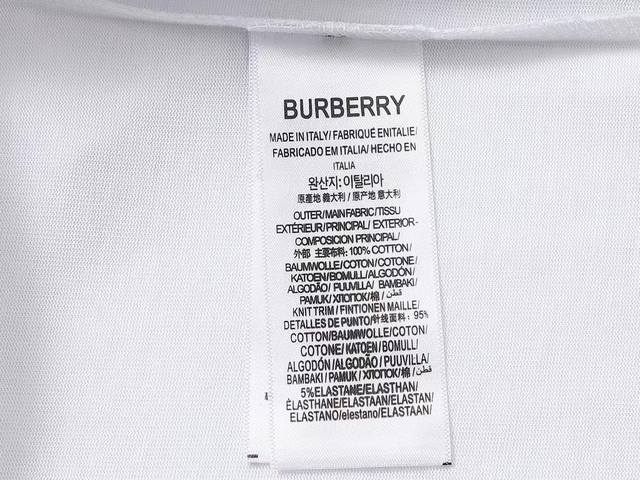 BURBERRY
MADE IN ITALY/ FABRIQUÉ ENITALIE/
FABRICADO EM ITALIA/ HECHO EN
ITALIA
완산지: 이탈리아
原產地 義大利 / 原产地 意大利
OUTER/MAIN FABRIC/TISSU
EXTÉRIEUR/PRINCIPAL/ EXTERIOR-
COMPOSICION PRINCIPAL/
外部 主要布料: 100% COTTON/
BAUMWOLLE/COTON/COTONE/
KATOEN/BOMULL/ALGODÓN/
ALGODÃO/ PUUVILLA/ BAMBAKI/
PAMUK/ХЛОПОК/棉/ قطن/
KNIT TRIM / FINTIONEN MAILLE/
DETALLES DE PUNTO/针线面料: 95%
COTTON/BAUMWOLLE/COTON/
COTONE/ KATOEN/BOMULL/
ALGODÓN/ALGODÃO/ PUUVILLA/
BAMBAKI/ PAMUK / ХЛОПОК/棉 /قطن/
5%ELASTANE/ELASTHAN/
ÉLASTHANE/ELASTAAN/ELASTAN/
ELASTANO/elestano/ELASTAAN/